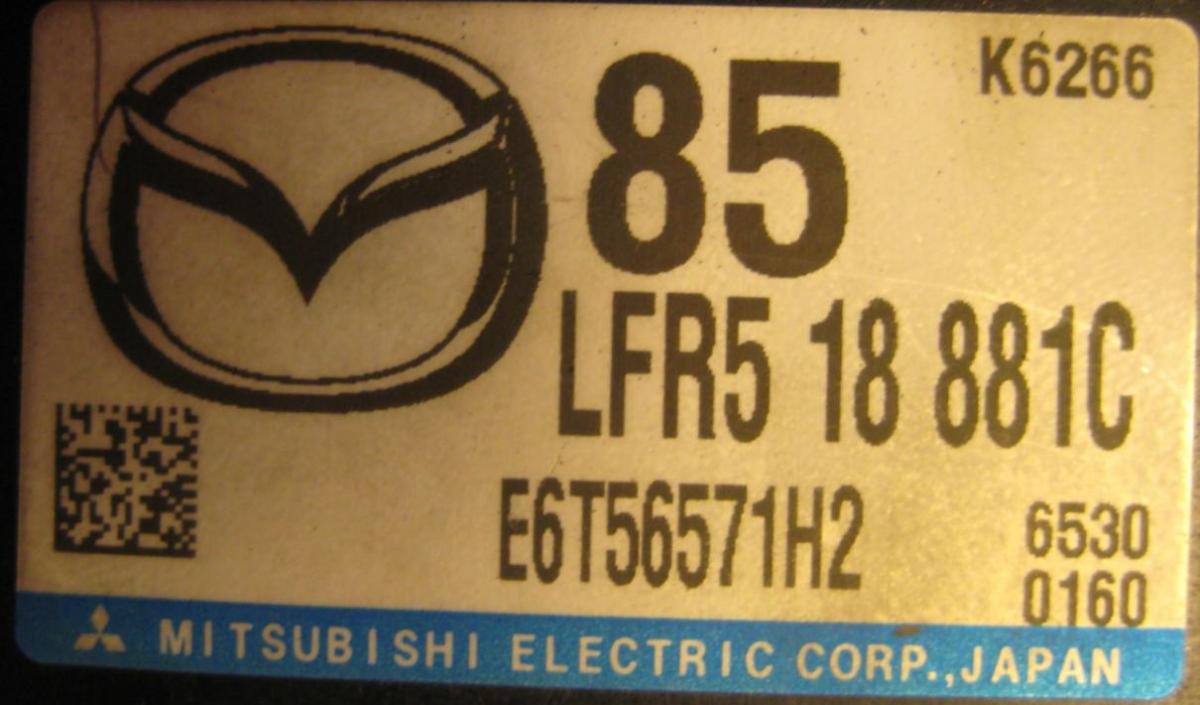 K6266
85
LFR5 18 881C
E6T56571H2
6530
0160
MITSUBISHI ELECTRIC CORP.,JAPAN